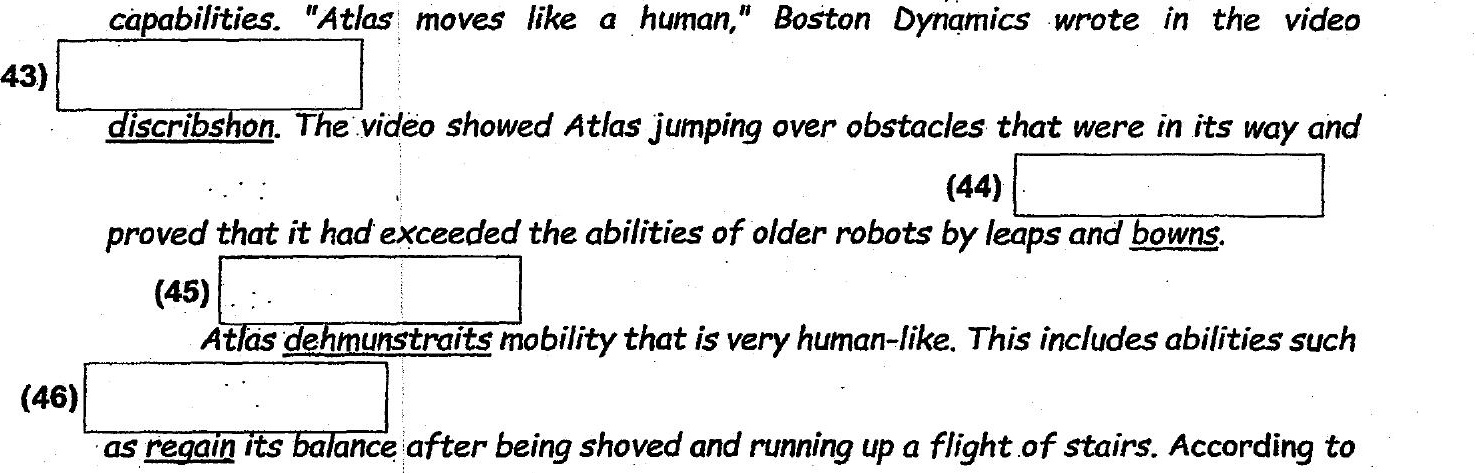 capabilities. "Atlas moves like a human," Boston Dynamics wrote in the video
43)
discribshon. The video showed Atlas jumping over obstacles that were in its way and
(44)
proved that it had exceeded the abilities of older robots by leaps and bowns.
(45)
Atlas dehmunstraits mobility that is very human-like. This includes abilities such
(46)
as regain its balance after being shoved and running up a flight of stairs. According to